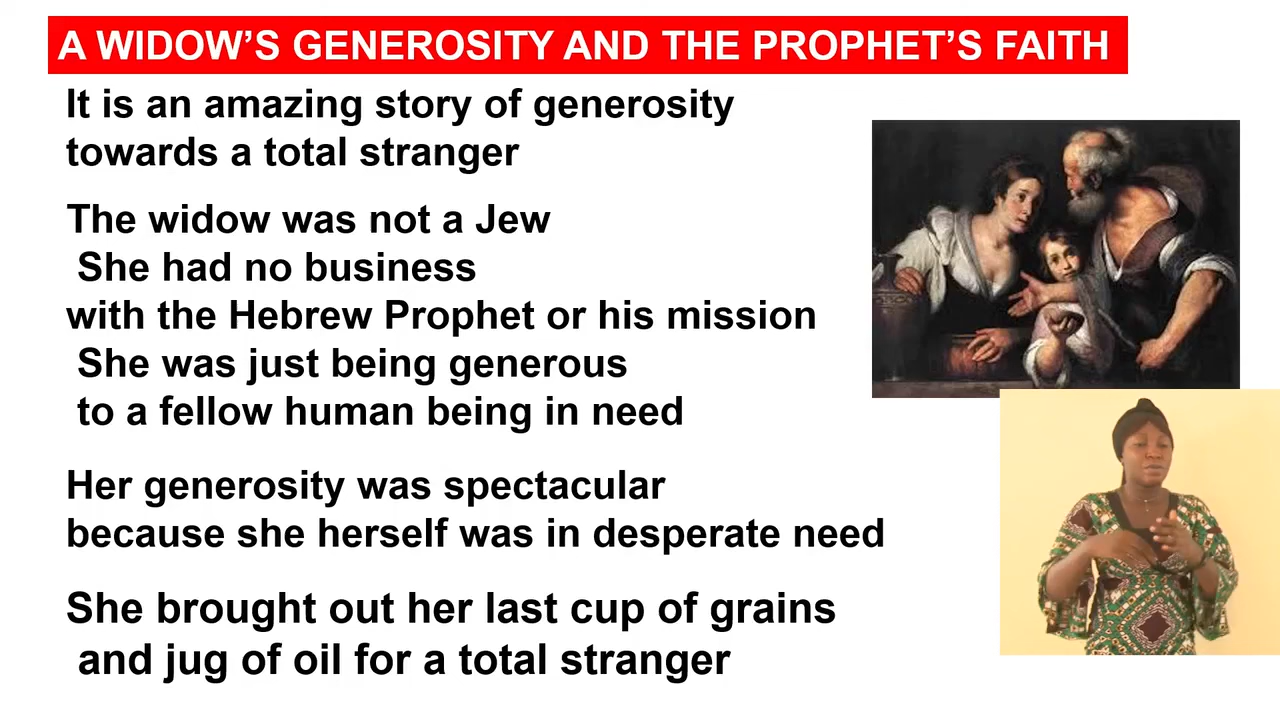 A WIDOW’S GENEROSITY AND THE PROPHET’S FAITH
It is an amazing story of generosity
towards a total stranger
The widow was not a Jew
She had no business
with the Hebrew Prophet or his mission
She was just being generous
to a fellow human being in need
Her generosity was spectacular
because she herself was in desperate need
She brought out her last cup of grains
and jug of oil for a total stranger